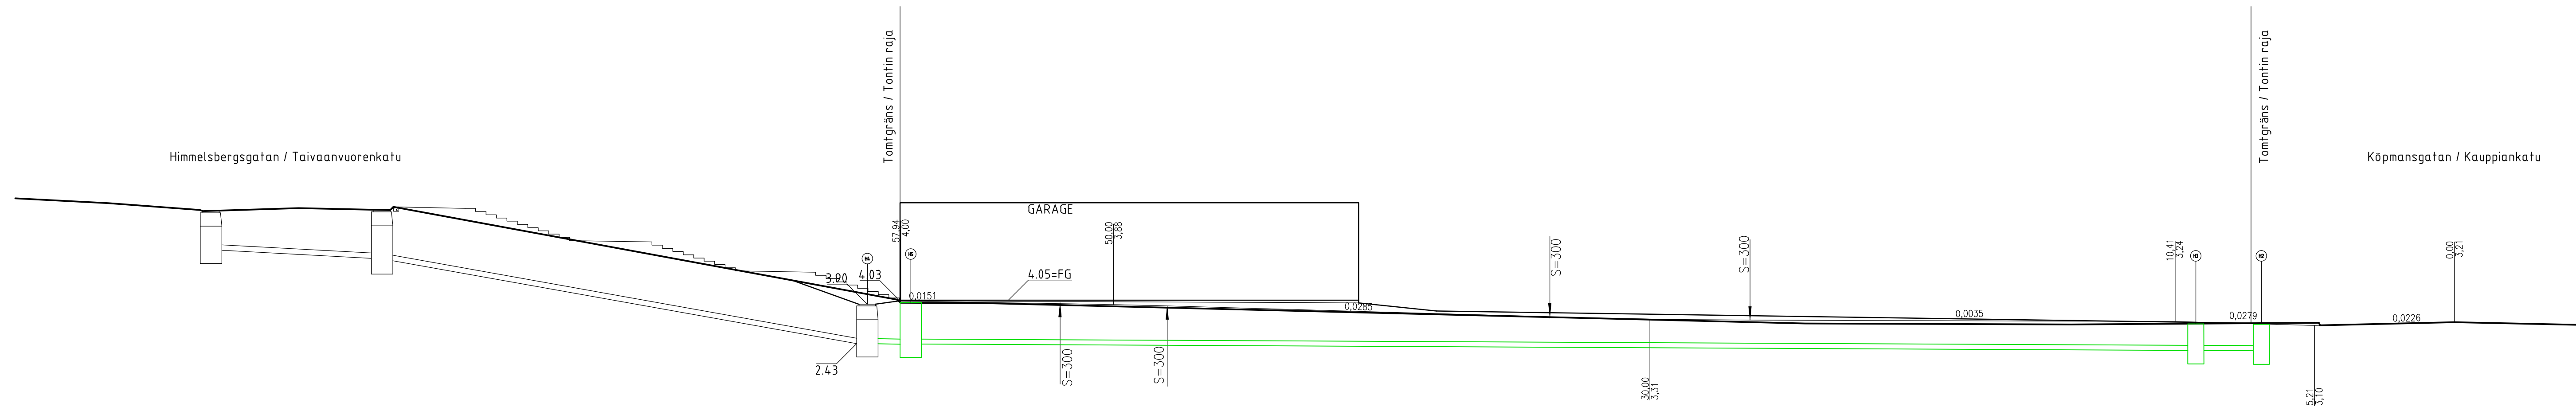 Tomtgräns / Tontin raja
Tomtgräns / Tontin raja
Himmelsbergsgatan / Taivaanvuorenkatu
Köpmansgatan / Kauppiankatu
GARAGE
57,94
4,00
50,00
3,88
S=300
S=300
10,41
3,24
0,00
3,21
3.90
4.03
4.05=FG
0,0151
0,0285
0,0035
0,0279
0,0226
2.43
S=300
S=300
30,00
3,31
5,21
3,10